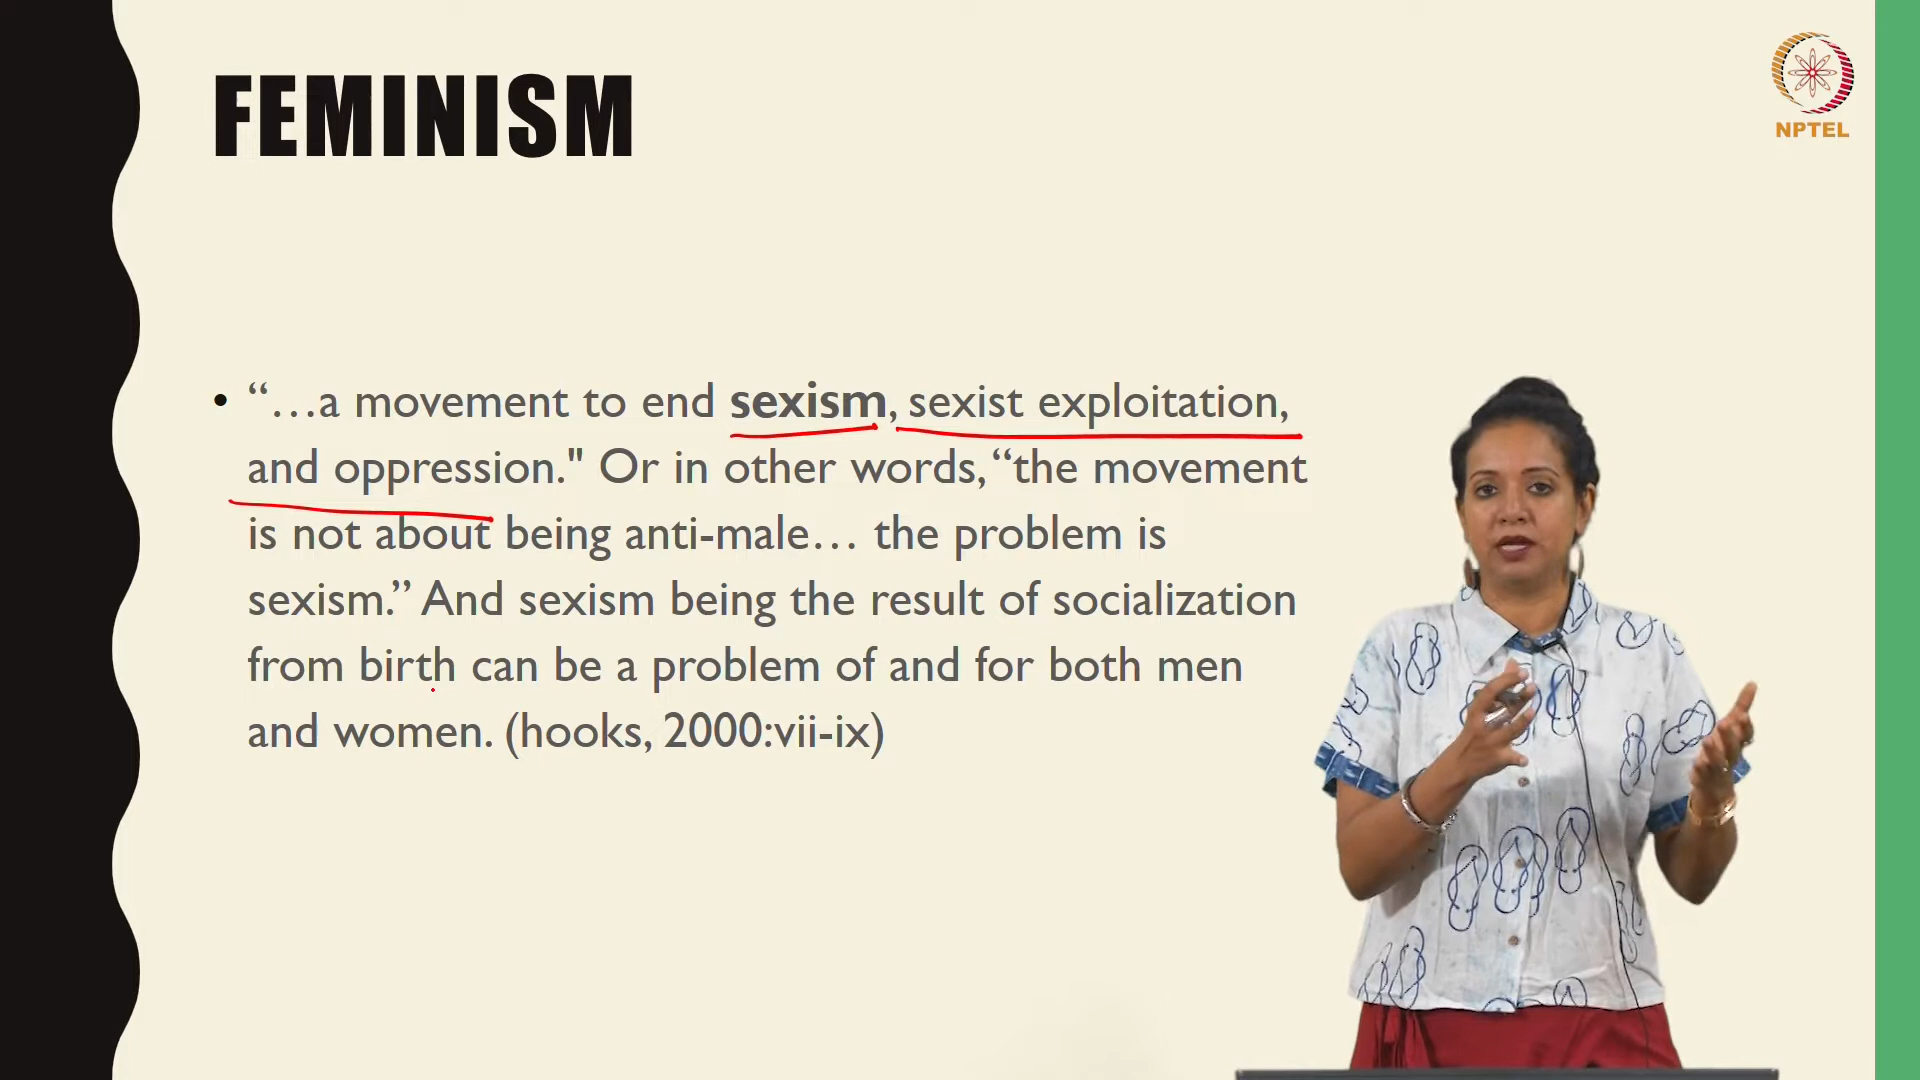 FEMINISM
NPTEL
• “…a movement to end sexism, sexist exploitation,
and oppression." Or in other words, “the movement
is not about being anti-male… the problem is
sexism.” And sexism being the result of socialization
from birth can be a problem of and for both men
and women. (hooks, 2000:vii-ix)